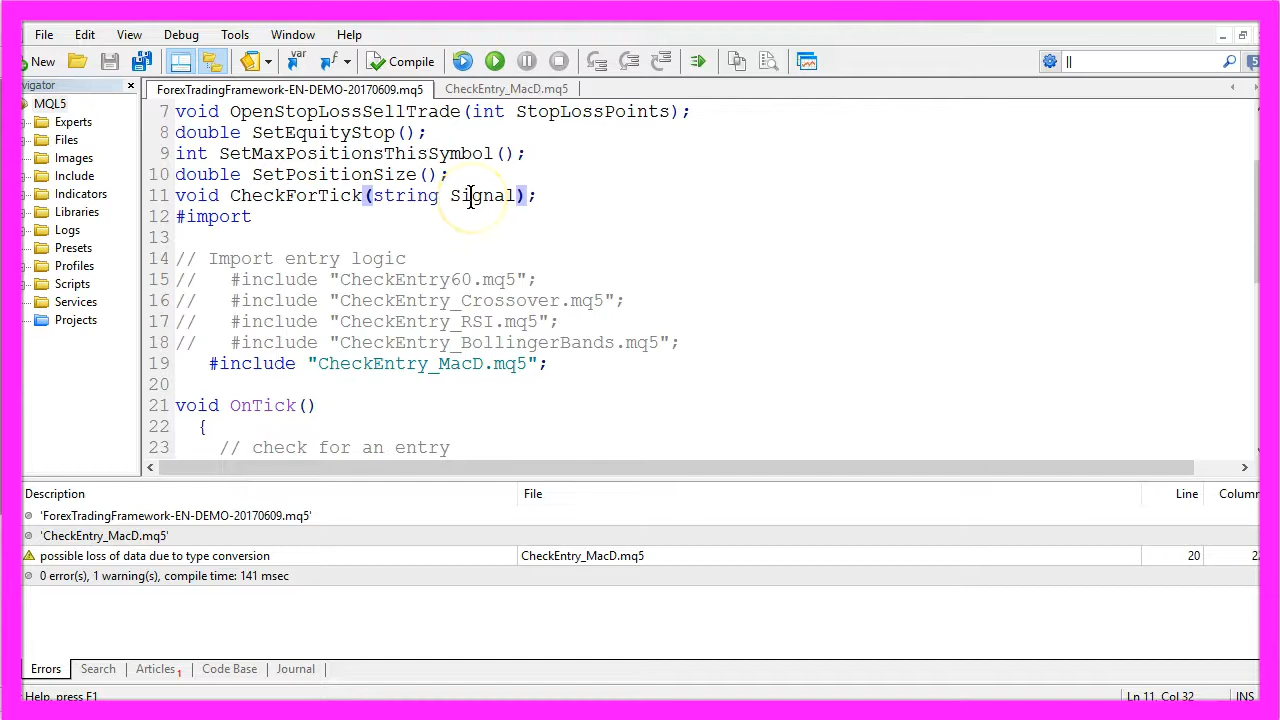 File Edit View Debug Tools Window Help
New var f Compile ||
vigator × ForexTradingFramework-EN-DEMO-20170609.mq5 CheckEntry_MacD.mq5
MQL5
Experts
Files
Images
Include
Indicators
Libraries
Logs
Presets
Profiles
Scripts
Services
Projects
7 void OpenStopLossSellTrade(int StopLossPoints);
8 double SetEquityStop();
9 int SetMaxPositionsThisSymbol();
10 double SetPositionSize();
11 void CheckForTick(string Signal);
12 #import
13
14 // Import entry logic
15 // #include "CheckEntry60.mq5";
16 // #include "CheckEntry_Crossover.mq5";
17 // #include "CheckEntry_RSI.mq5";
18 // #include "CheckEntry_BollingerBands.mq5";
19 #include "CheckEntry_MacD.mq5";
20
21 void OnTick()
22 {
23 // check for an entry
Description File Line Column
'ForexTradingFramework-EN-DEMO-20170609.mq5'
'CheckEntry_MacD.mq5'
possible loss of data due to type conversion CheckEntry_MacD.mq5 20
0 error(s), 1 warning(s), compile time: 141 msec
Errors Search Articles 1 Code Base Journal
Help, press F1 Ln 11, Col 32 INS